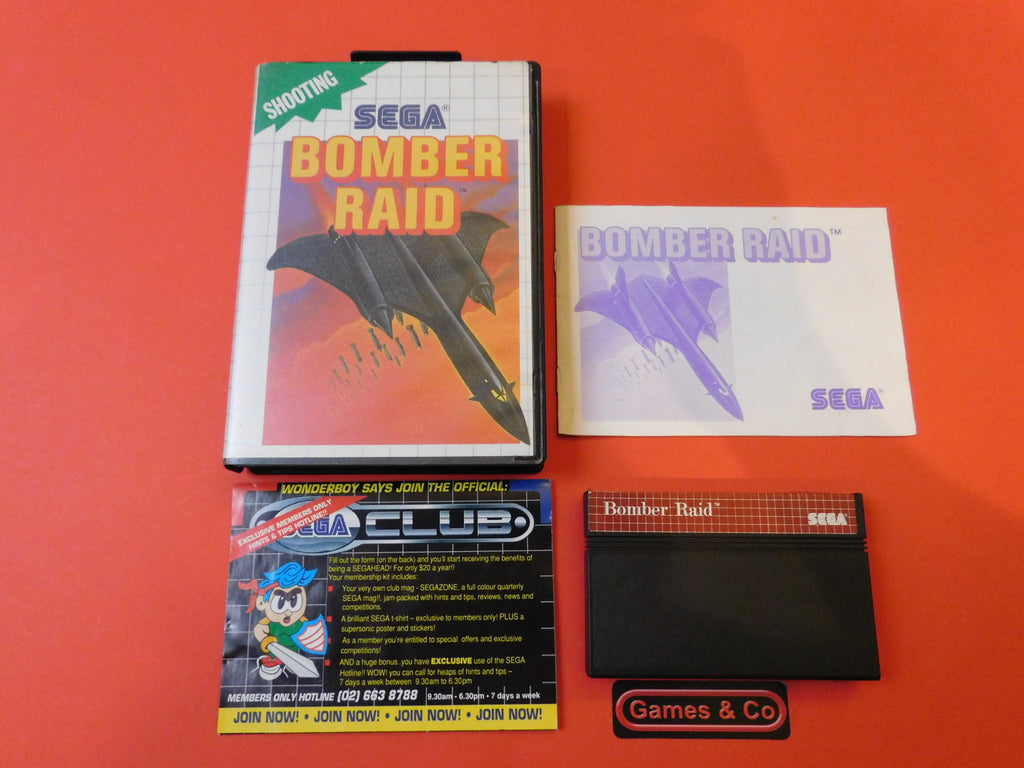 SHOOTING
SEGA®
BOMBER
RAID™
BOMBER RAID™
SEGA®
WONDERBOY SAYS JOIN THE OFFICIAL:
EXCLUSIVE MEMBERS ONLY
HINTS & TIPS HOTLINE!!
SEGA CLUB
Fill out the form (on the back) and you'll start receiving the benefits of
being a SEGAHEAD! For only $20 a year!!
Your membership kit includes:
Your very own club mag - SEGAZONE, a full colour quarterly
SEGA mag!!, jam-packed with hints and tips, reviews, news and
competitions.
A brilliant SEGA t-shirt – exclusive to members only! PLUS a
supersonic poster and stickers!
As a member you're entitled to special offers and exclusive
competitions!
AND a huge bonus..you have EXCLUSIVE use of the SEGA
Hotline!! WOW! you can call for heaps of hints and tips –
7 days a week between 9.30am to 6.30pm
MEMBERS ONLY HOTLINE (02) 663 8788 9.30am - 6.30pm • 7 days a week
JOIN NOW! • JOIN NOW! • JOIN NOW! • JOIN NOW!
Bomber Raid™
SEGA®
Games & Co